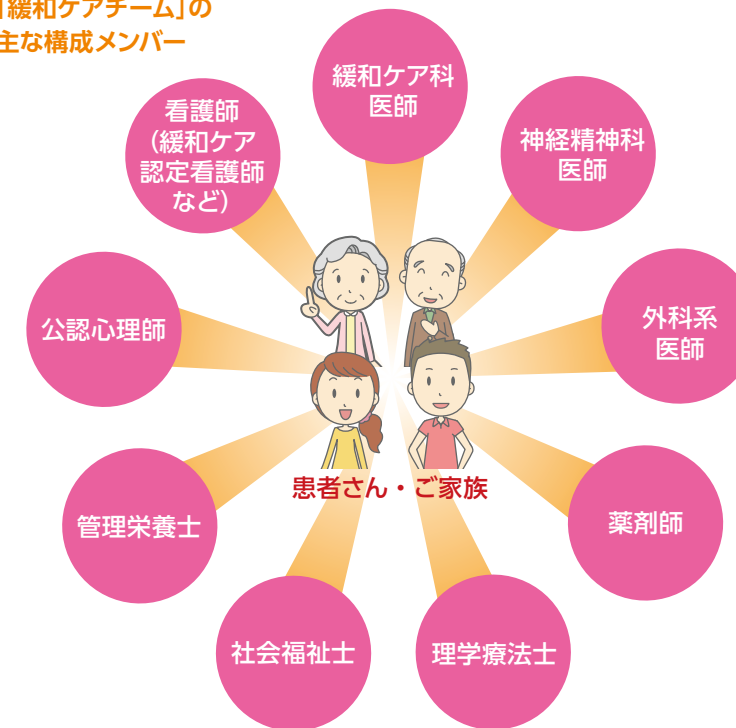 「緩和ケアチーム」の
主な構成メンバー
緩和ケア科
医師
神経精神科
医師
外科系
医師
薬剤師
理学療法士
社会福祉士
管理栄養士
公認心理師
看護師
（緩和ケア
認定看護師
など）
患者さん・ご家族